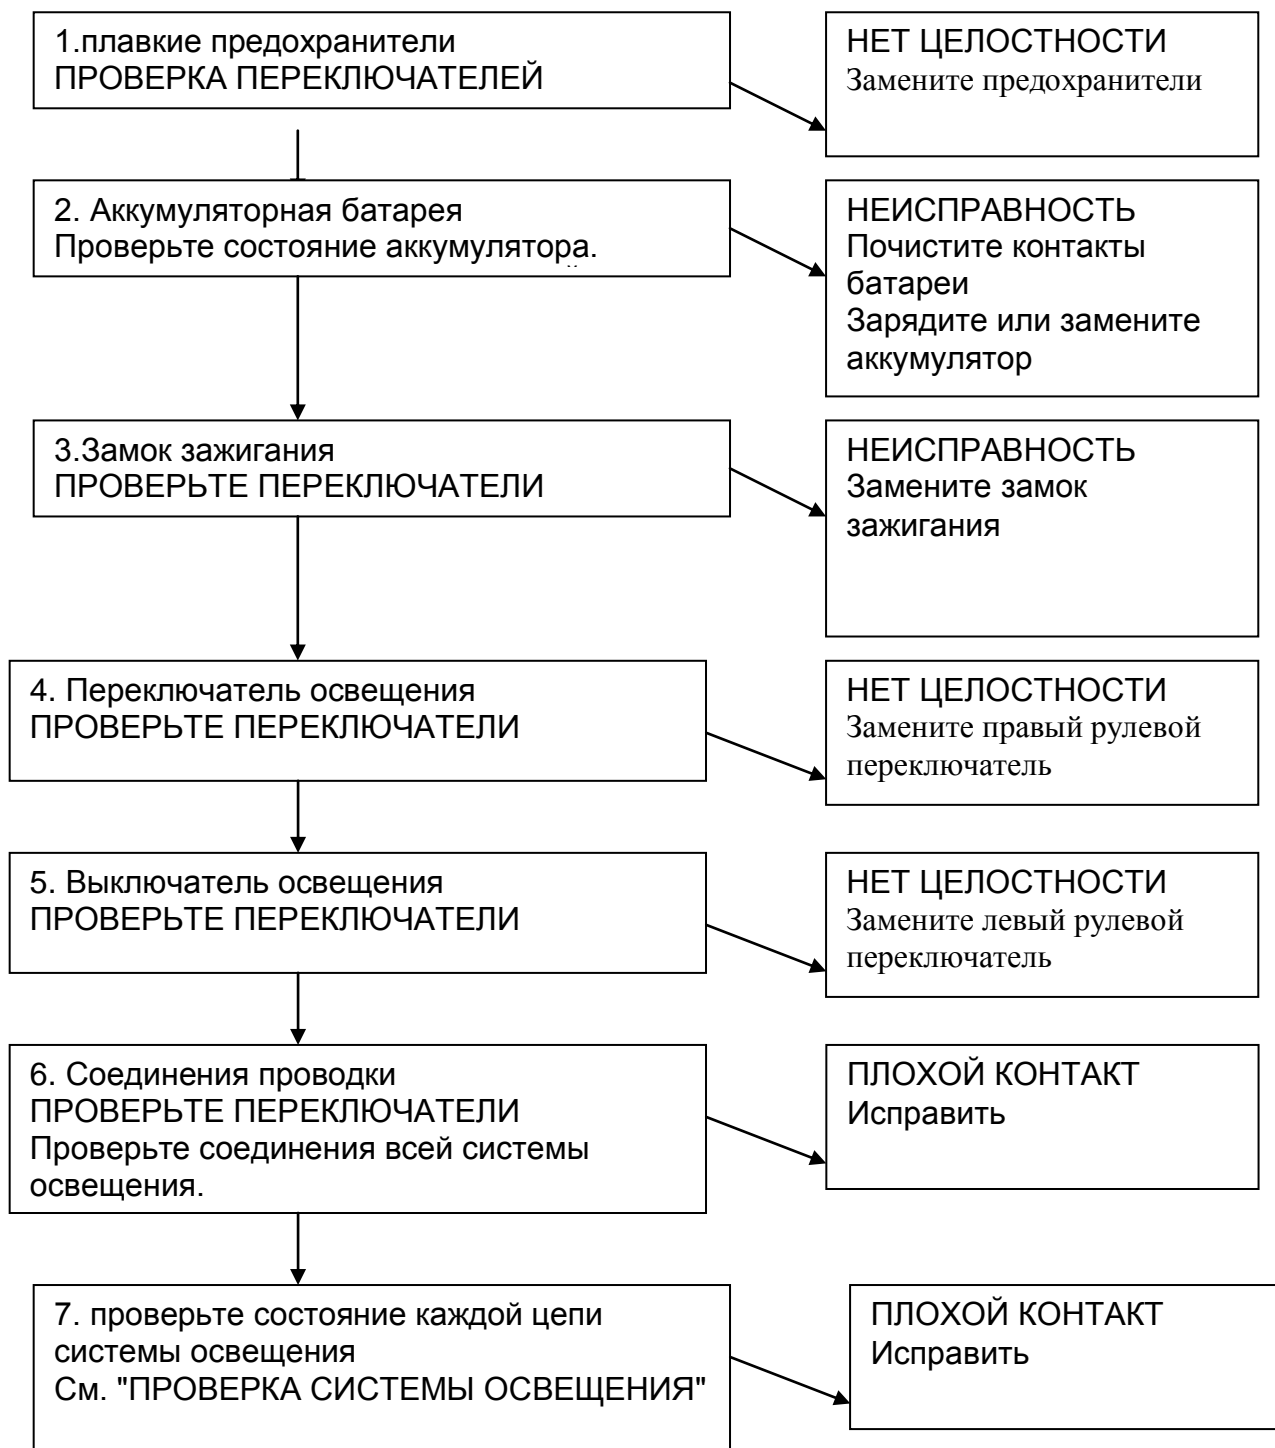 1.плавкие предохранители
ПРОВЕРКА ПЕРЕКЛЮЧАТЕЛЕЙ
НЕТ ЦЕЛОСТНОСТИ
Замените предохранители
2. Аккумуляторная батарея
Проверьте состояние аккумулятора.
НЕИСПРАВНОСТЬ
Почистите контакты
батареи
Зарядите или замените
аккумулятор
3.Замок зажигания
ПРОВЕРЬТЕ ПЕРЕКЛЮЧАТЕЛИ
НЕИСПРАВНОСТЬ
Замените замок
зажигания
4. Переключатель освещения
ПРОВЕРЬТЕ ПЕРЕКЛЮЧАТЕЛИ
НЕТ ЦЕЛОСТНОСТИ
Замените правый рулевой
переключатель
5. Выключатель освещения
ПРОВЕРЬТЕ ПЕРЕКЛЮЧАТЕЛИ
НЕТ ЦЕЛОСТНОСТИ
Замените левый рулевой
переключатель
6. Соединения проводки
ПРОВЕРЬТЕ ПЕРЕКЛЮЧАТЕЛИ
Проверьте соединения всей системы
освещения.
ПЛОХОЙ КОНТАКТ
Исправить
7. проверьте состояние каждой цепи
системы освещения
См. "ПРОВЕРКА СИСТЕМЫ ОСВЕЩЕНИЯ"
ПЛОХОЙ КОНТАКТ
Исправить